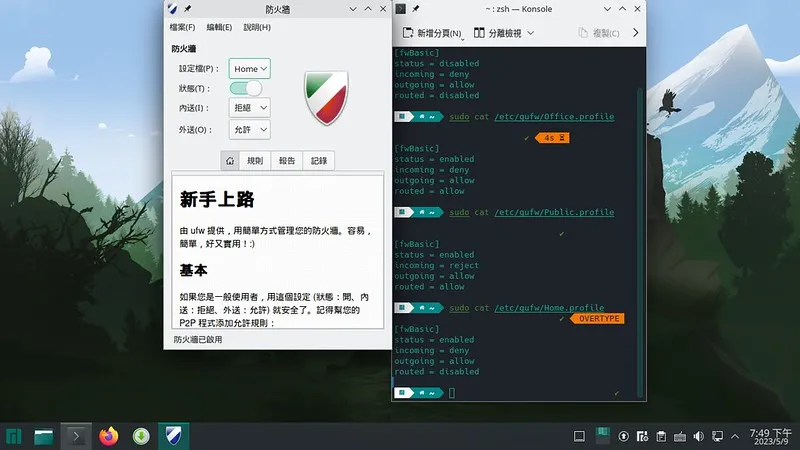 防火牆
檔案(F) 編輯(E) 說明(H)
防火牆
設定檔(P)： Home
狀態(T)：
內送(I)： 拒絕
外送(O)： 允許
規則 報告 記錄
新手上路
由 ufw 提供，用簡單方式管理您的防火牆。容易，
簡單，好又實用！:)
基本
如果您是一般使用者，用這個設定 (狀態：開、內
送：拒絕、外送：允許) 就安全了。記得幫您的
P2P 程式添加允許規則：
防火牆已啟用
~ : zsh — Konsole
新增分頁(N) 分離檢視 複製(C)
[fwBasic]
status = disabled
incoming = deny
outgoing = allow
routed = disabled
~ sudo cat /etc/gufw/Office.profile
✔ 4s
[fwBasic]
status = enabled
incoming = deny
outgoing = allow
routed = allow
~ sudo cat /etc/gufw/Public.profile
✔
[fwBasic]
status = enabled
incoming = reject
outgoing = allow
routed = allow
~ sudo cat /etc/gufw/Home.profile
✔ OVERTYPE
[fwBasic]
status = enabled
incoming = deny
outgoing = allow
routed = disabled
~ ✔
7:49 下午
2023/5/9